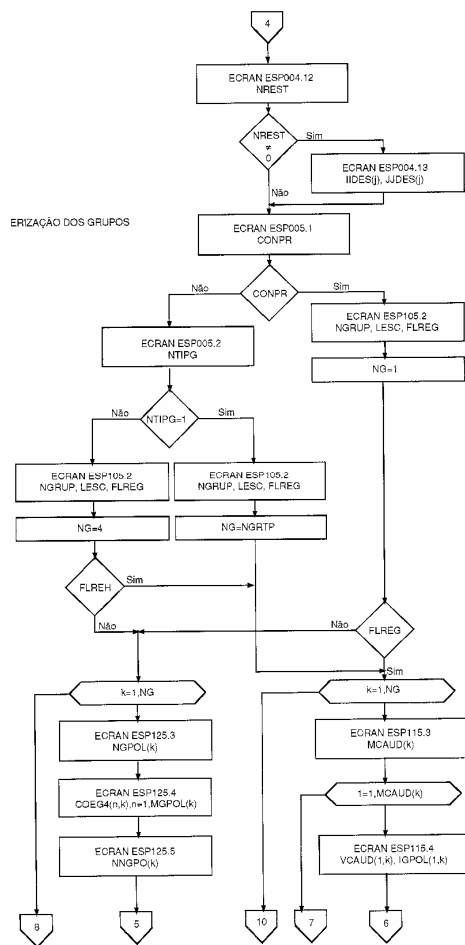 4
ECRAN ESP004.12
NREST
NREST
≠
0
Sim
ECRAN ESP004.13
IIDES(j), JJDES(j)
Não
ERIZAÇÃO DOS GRUPOS
ECRAN ESP005.1
CONPR
CONPR
Não
Sim
ECRAN ESP005.2
NTIPG
ECRAN ESP105.2
NGRUP, LESC, FLREG
NG=1
NTIPG=1
Não
Sim
ECRAN ESP105.2
NGRUP, LESC, FLREG
ECRAN ESP105.2
NGRUP, LESC, FLREG
NG=4
NG=NGRTP
FLREH
Sim
Não
FLREG
Não
Sim
k=1,NG
k=1,NG
ECRAN ESP125.3
NGPOL(k)
ECRAN ESP115.3
MCAUD(k)
ECRAN ESP125.4
COEG4(n,k),n=1,MGPOL(k)
1=1,MCAUD(k)
ECRAN ESP125.5
NNGPO(k)
ECRAN ESP115.4
VCAUD(1,k), IGPOL(1,k)
8
5
10
7
6